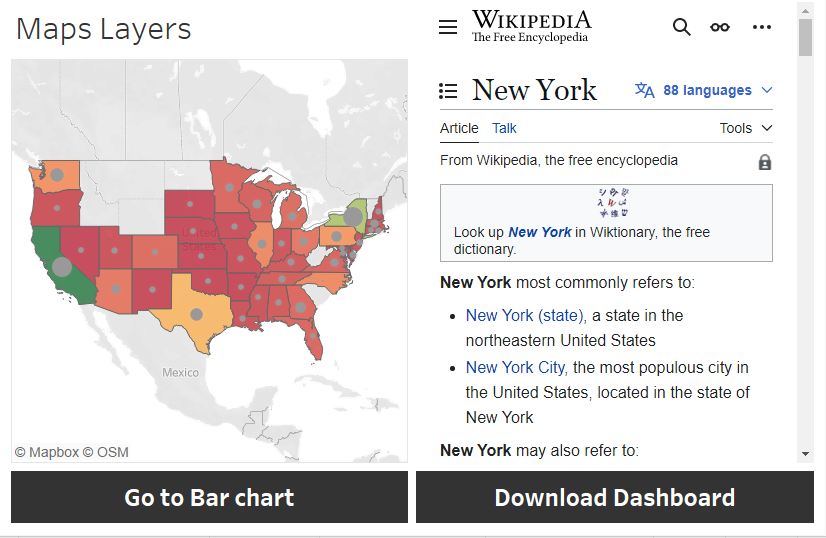 Maps Layers
United
States
Mexico
© Mapbox © OSM
Go to Bar chart
WIKIPEDIA
The Free Encyclopedia
New York
88 languages
Article Talk
Tools
From Wikipedia, the free encyclopedia
Look up New York in Wiktionary, the free
dictionary.
New York most commonly refers to:
• New York (state), a state in the
northeastern United States
• New York City, the most populous city in
the United States, located in the state of
New York
New York may also refer to:
Download Dashboard